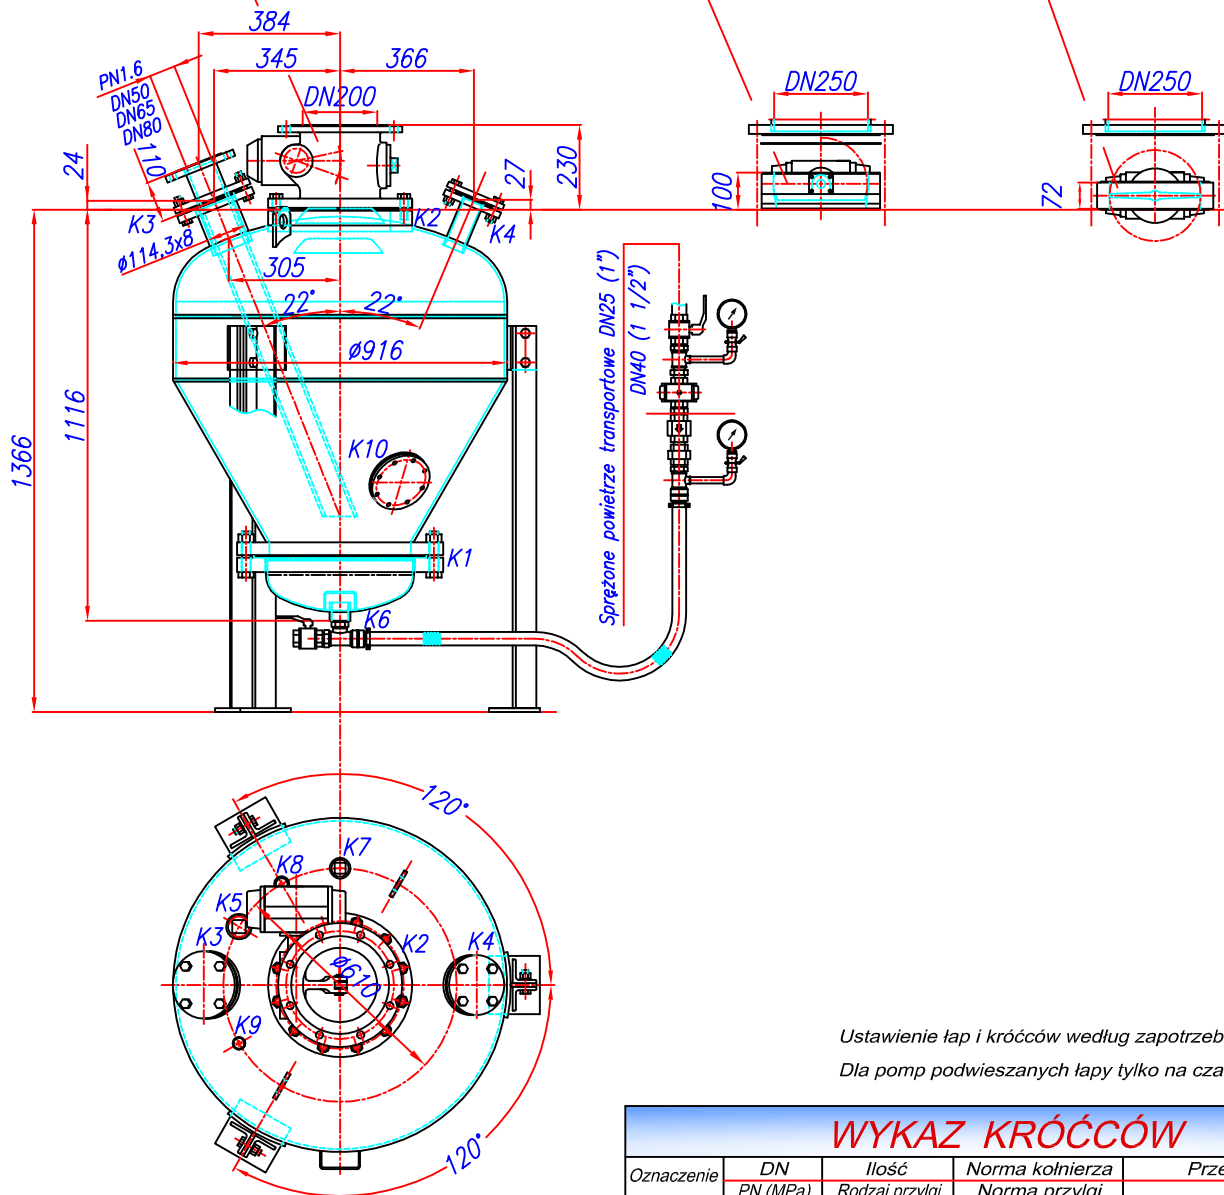 384
345
366
PN1.6
DN50
DN65
DN80
DN200
DN250
DN250
110
24
27
230
100
72
K3
K2
K4
ø114,3x8
305
22°
22°
ø916
1116
1366
K10
K1
K6
Sprężone powietrze transportowe DN25 (1")
DN40 (1 1/2")
120°
K7
K8
K5
K3
K2
K4
ø610
K9
120°
Ustawienie łap i króćców według zapotrzeb
Dla pomp podwieszanych łapy tylko na cza
WYKAZ KRÓĆCÓW
Oznaczenie DN Ilość Norma kołnierza Prze
PN (MPa) Rodzaj przylgi Norma przylgi